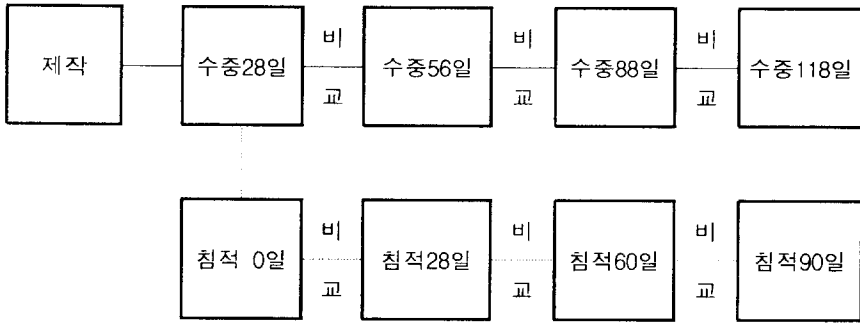 비 비 비
제작 수중28일 수중56일 수중88일 수중118일
교 교 교
비 비 비
침적 0일 침적28일 침적60일 침적90일
교 교 교